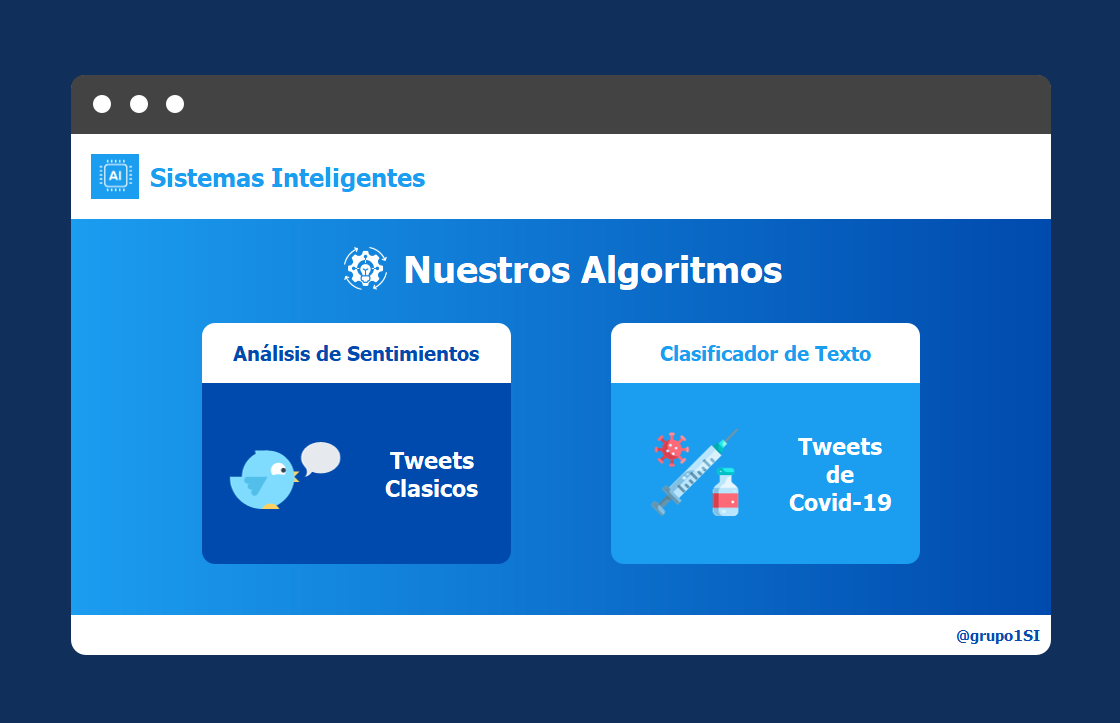 AI
Sistemas Inteligentes
Nuestros Algoritmos
Análisis de Sentimientos
Tweets
Clasicos
Clasificador de Texto
Tweets
de
Covid-19
@grupo1SI